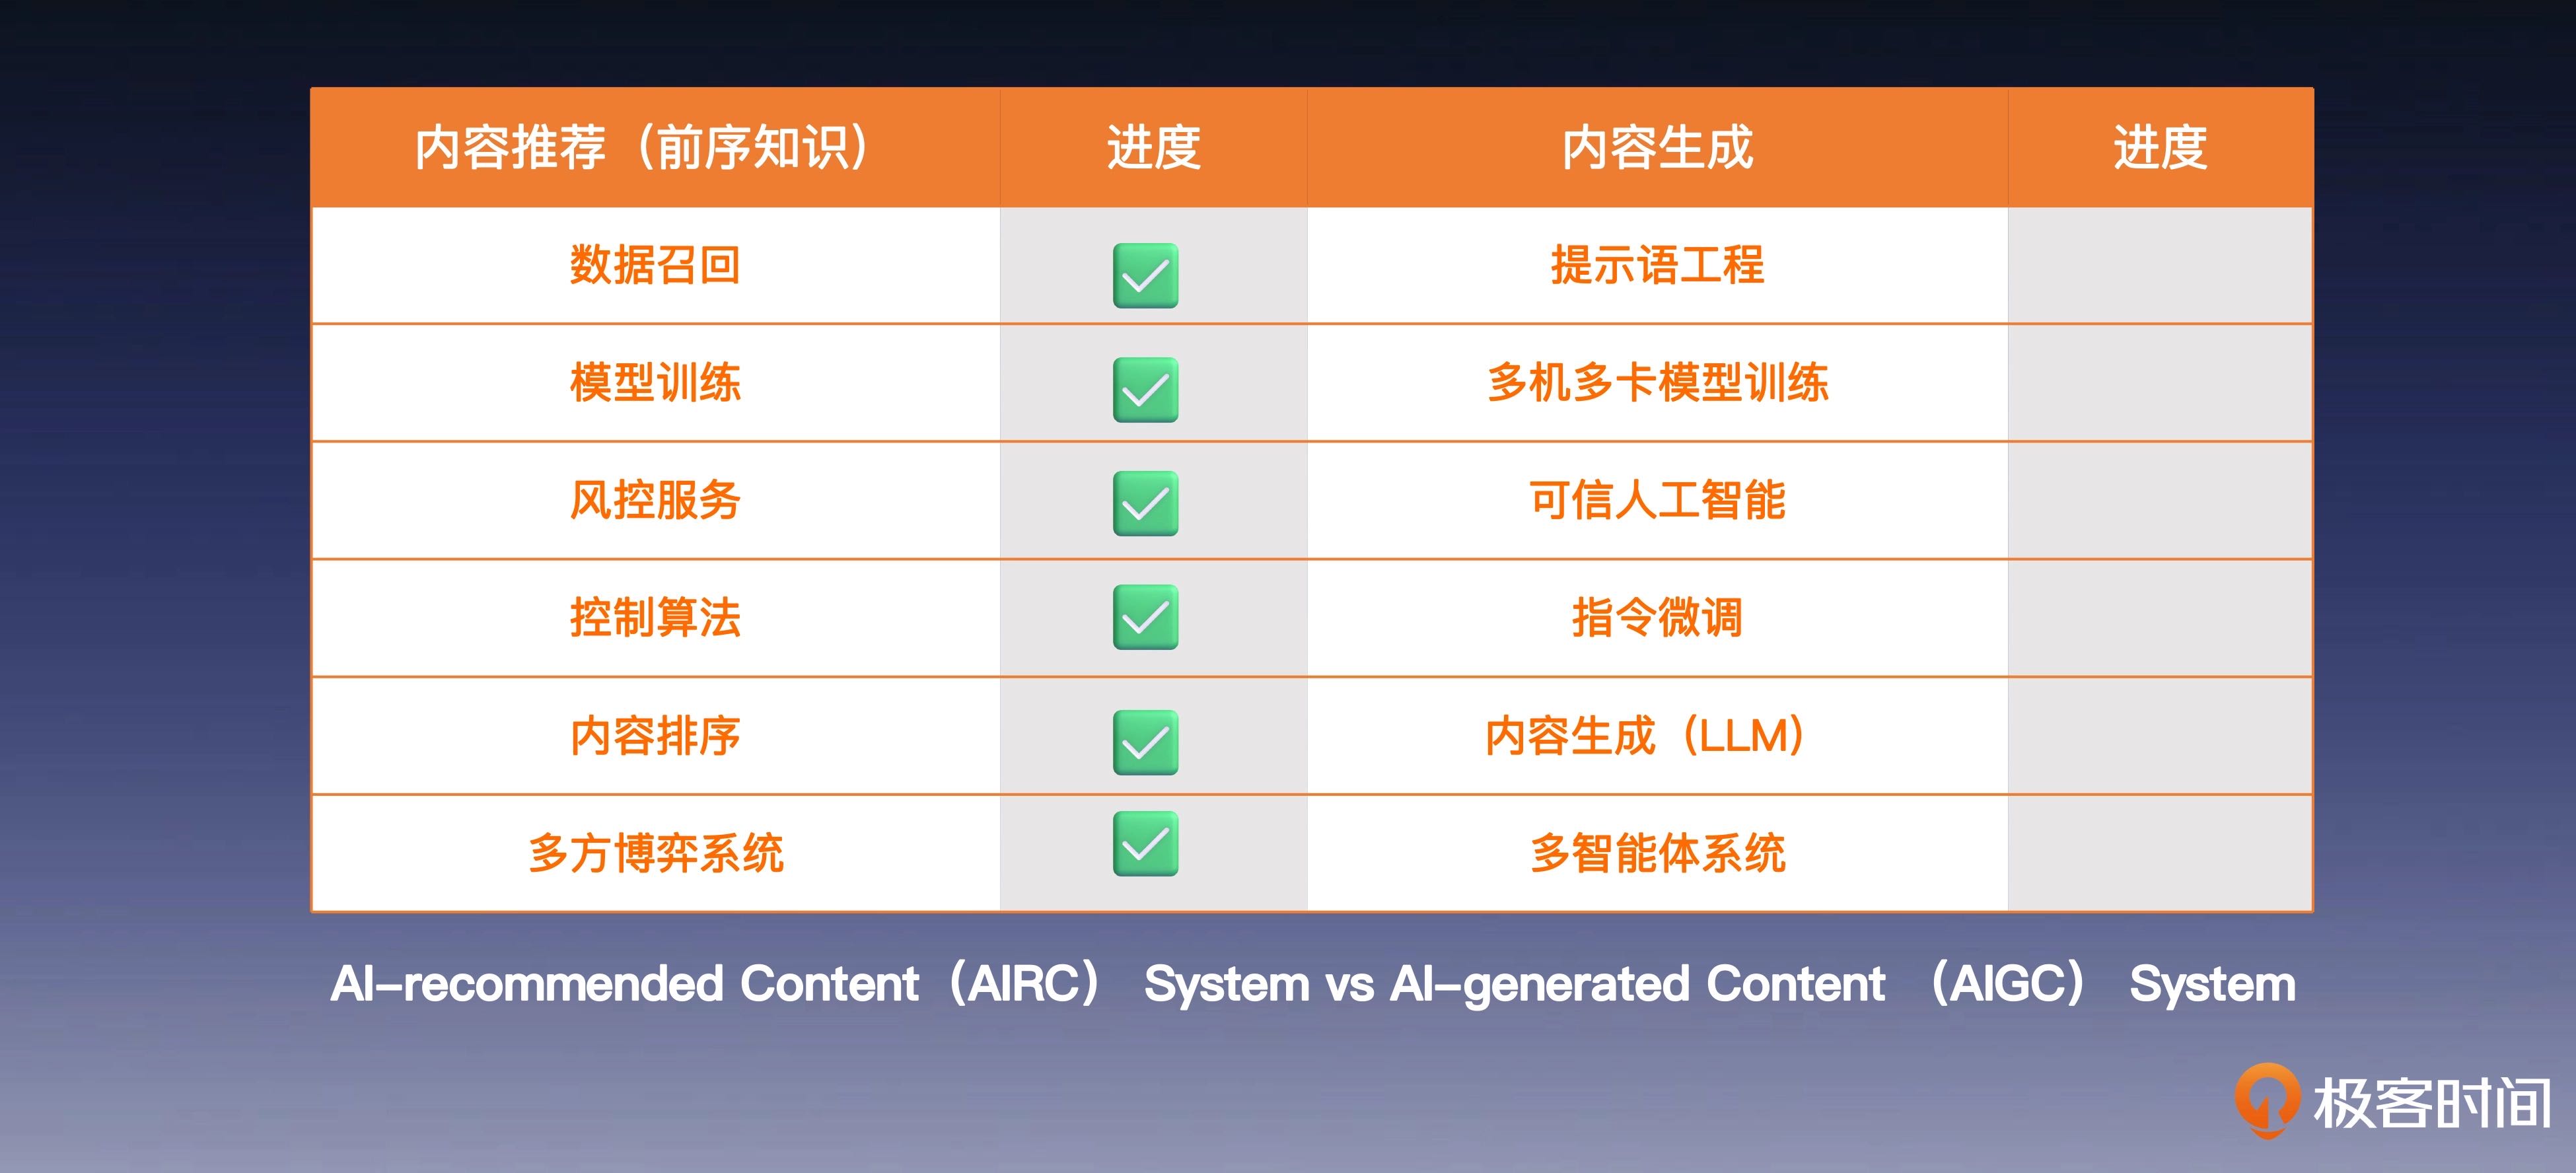 内容推荐（前序知识） 进度 内容生成 进度
数据召回 ✅ 提示语工程
模型训练 ✅ 多机多卡模型训练
风控服务 ✅ 可信人工智能
控制算法 ✅ 指令微调
内容排序 ✅ 内容生成（LLM）
多方博弈系统 ✅ 多智能体系统
AI-recommended Content（AIRC） System vs AI-generated Content （AIGC） System
极客时间